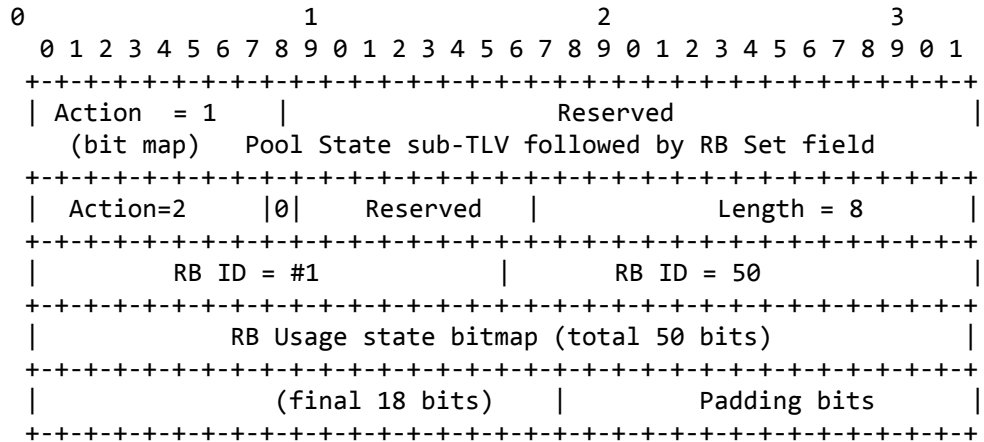 0                   1                   2                   3
  0 1 2 3 4 5 6 7 8 9 0 1 2 3 4 5 6 7 8 9 0 1 2 3 4 5 6 7 8 9 0 1
 +-+-+-+-+-+-+-+-+-+-+-+-+-+-+-+-+-+-+-+-+-+-+-+-+-+-+-+-+-+-+-+-+
 | Action  = 1    |                  Reserved                    |
    (bit map)   Pool State sub-TLV followed by RB Set field
 +-+-+-+-+-+-+-+-+-+-+-+-+-+-+-+-+-+-+-+-+-+-+-+-+-+-+-+-+-+-+-+-+
 |  Action=2     |0|    Reserved   |            Length = 8       |
 +-+-+-+-+-+-+-+-+-+-+-+-+-+-+-+-+-+-+-+-+-+-+-+-+-+-+-+-+-+-+-+-+
 |         RB ID = #1            |       RB ID = 50              |
 +-+-+-+-+-+-+-+-+-+-+-+-+-+-+-+-+-+-+-+-+-+-+-+-+-+-+-+-+-+-+-+-+
 |             RB Usage state bitmap (total 50 bits)             |
 +-+-+-+-+-+-+-+-+-+-+-+-+-+-+-+-+-+-+-+-+-+-+-+-+-+-+-+-+-+-+-+-+
 |                (final 18 bits)    |         Padding bits      |
 +-+-+-+-+-+-+-+-+-+-+-+-+-+-+-+-+-+-+-+-+-+-+-+-+-+-+-+-+-+-+-+-+